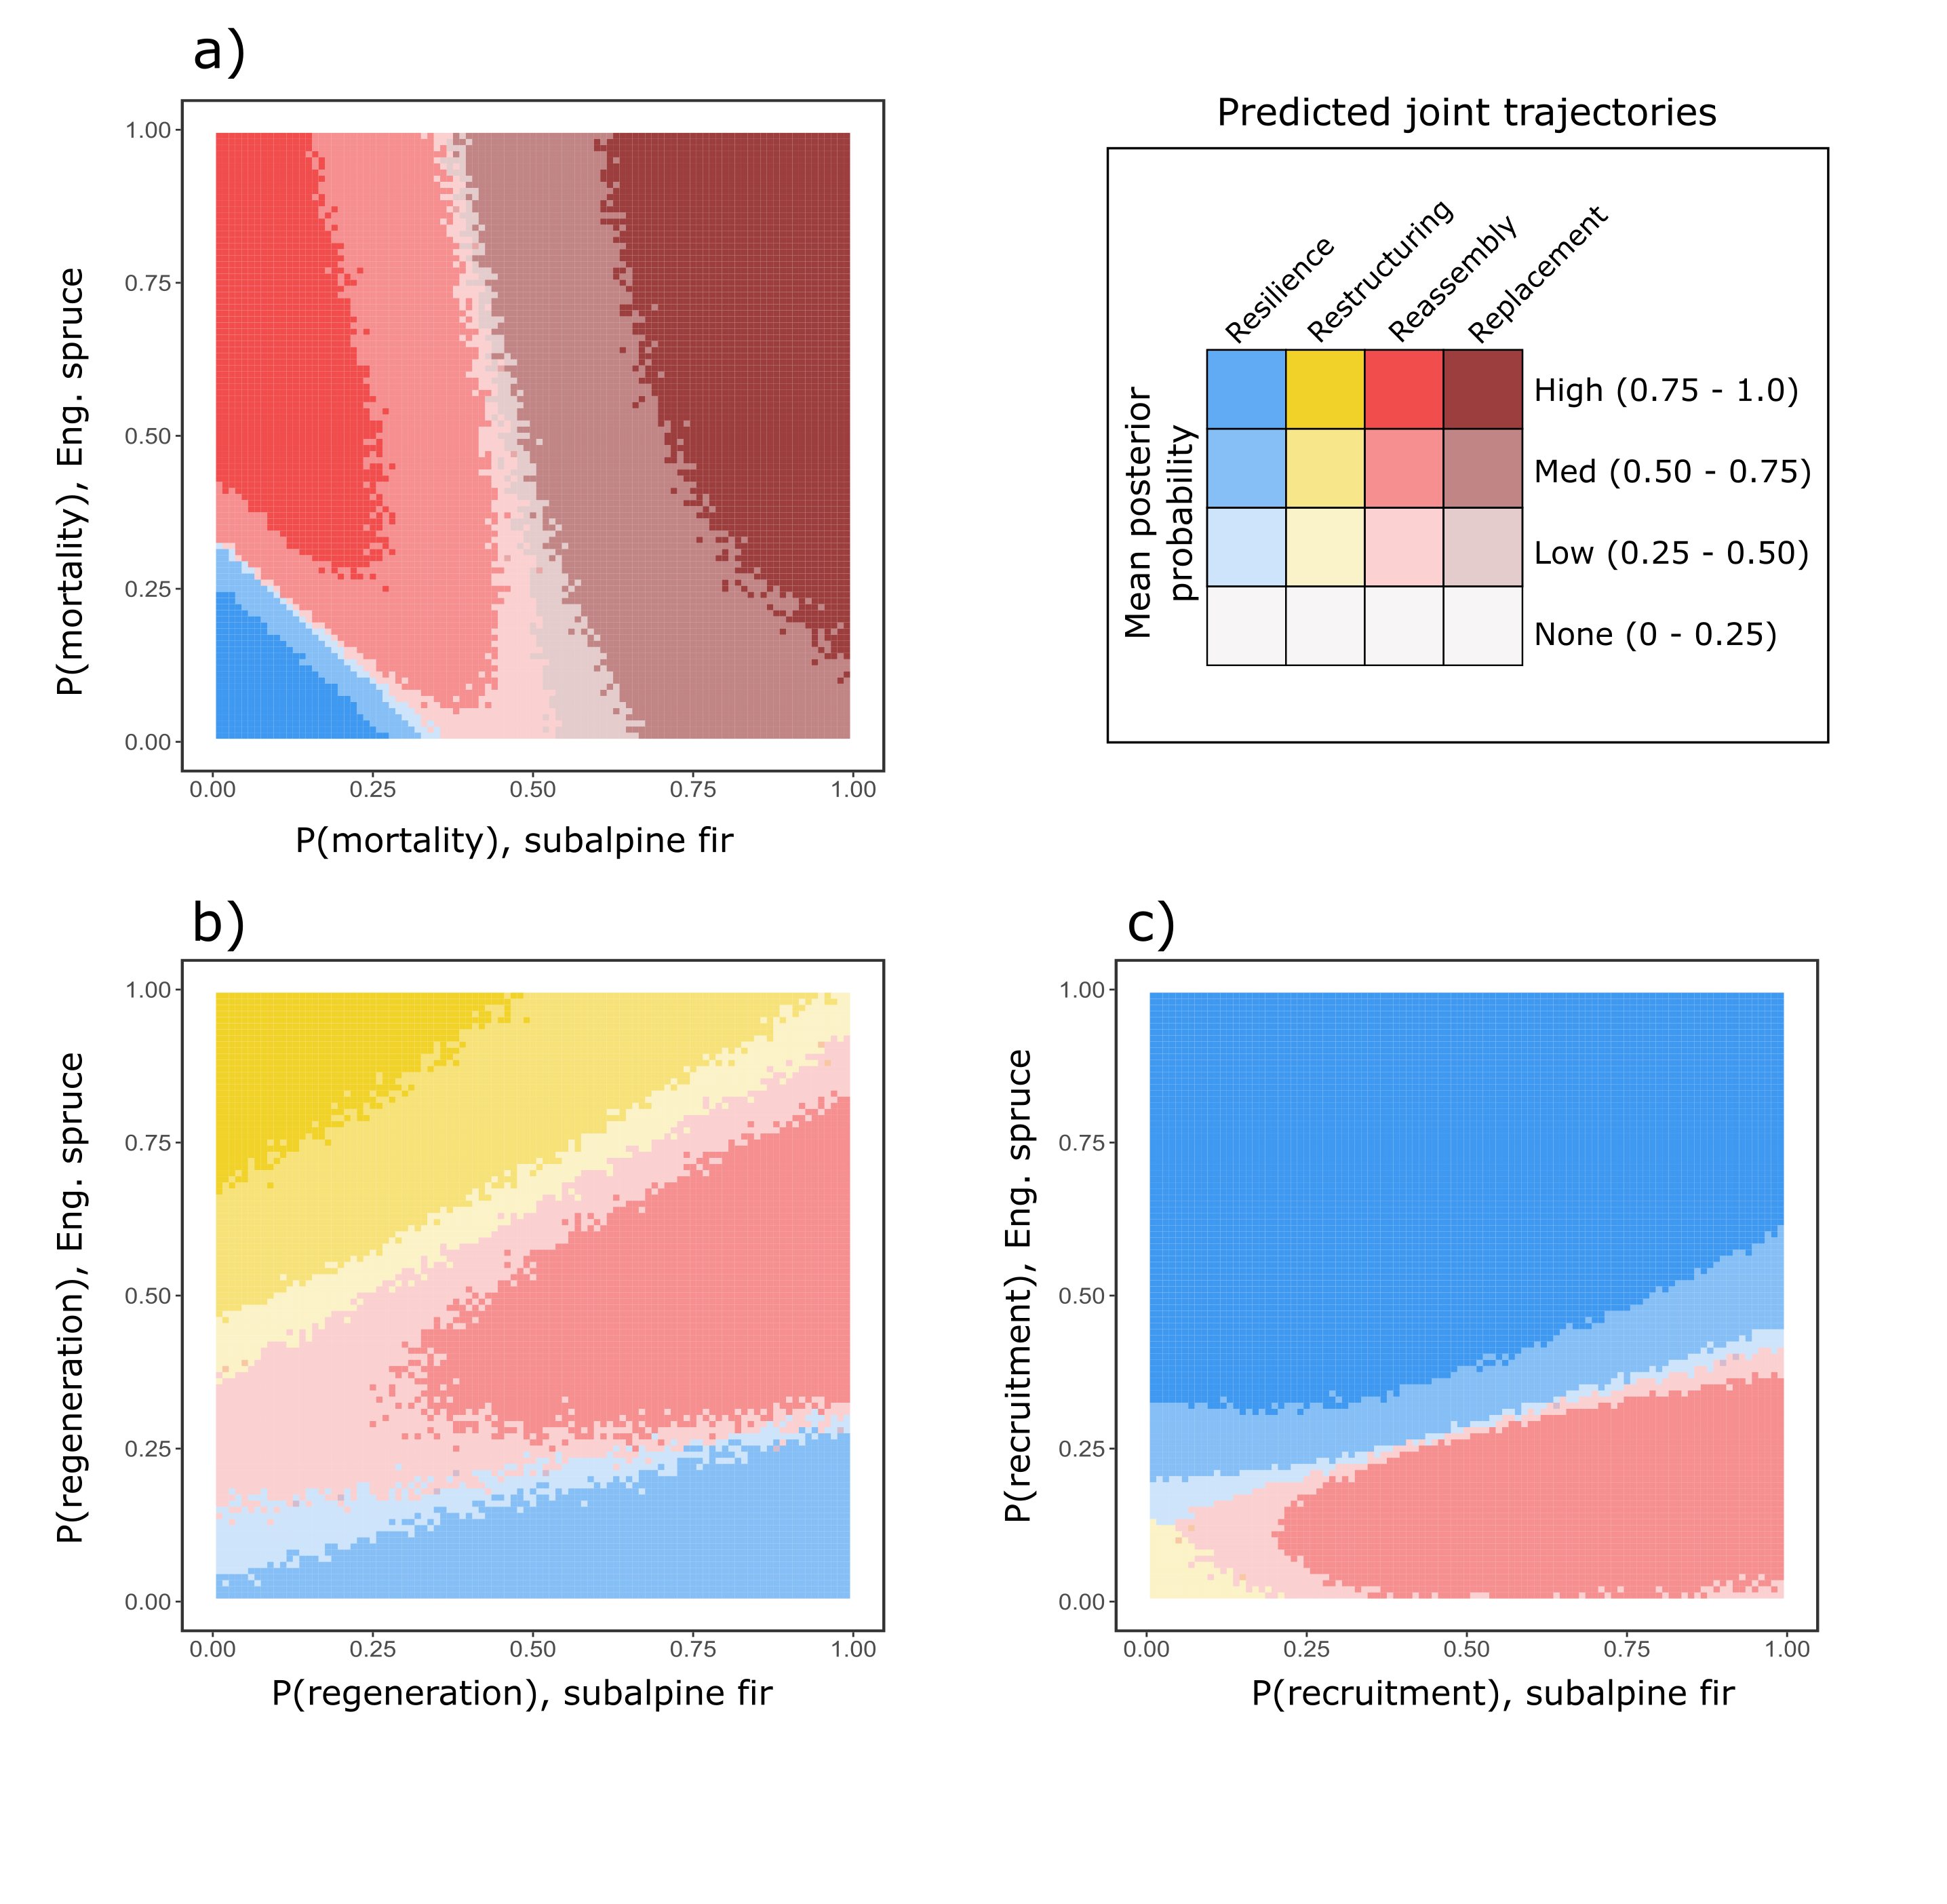 a)
P(mortality), Eng. spruce
1.00
0.75
0.50
0.25
0.00
0.00 0.25 0.50 0.75 1.00
P(mortality), subalpine fir
Predicted joint trajectories
Resilience
Restructuring
Reassembly
Replacement
Mean posterior
probability
High (0.75 - 1.0)
Med (0.50 - 0.75)
Low (0.25 - 0.50)
None (0 - 0.25)
b)
P(regeneration), Eng. spruce
1.00
0.75
0.50
0.25
0.00
0.00 0.25 0.50 0.75 1.00
P(regeneration), subalpine fir
c)
P(recruitment), Eng. spruce
1.00
0.75
0.50
0.25
0.00
0.00 0.25 0.50 0.75 1.00
P(recruitment), subalpine fir